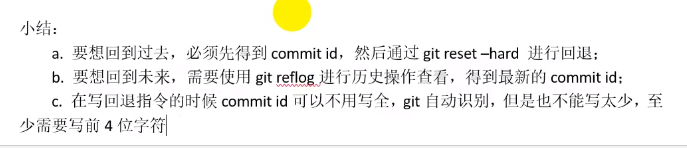 小结：
a. 要想回到过去，必须先得到 commit id，然后通过 git reset –hard 进行回退；
b. 要想回到未来，需要使用 git reflog 进行历史操作查看，得到最新的 commit id；
c. 在写回退指令的时候 commit id 可以不用写全，git 自动识别，但是也不能写太少，至
少需要写前 4 位字符